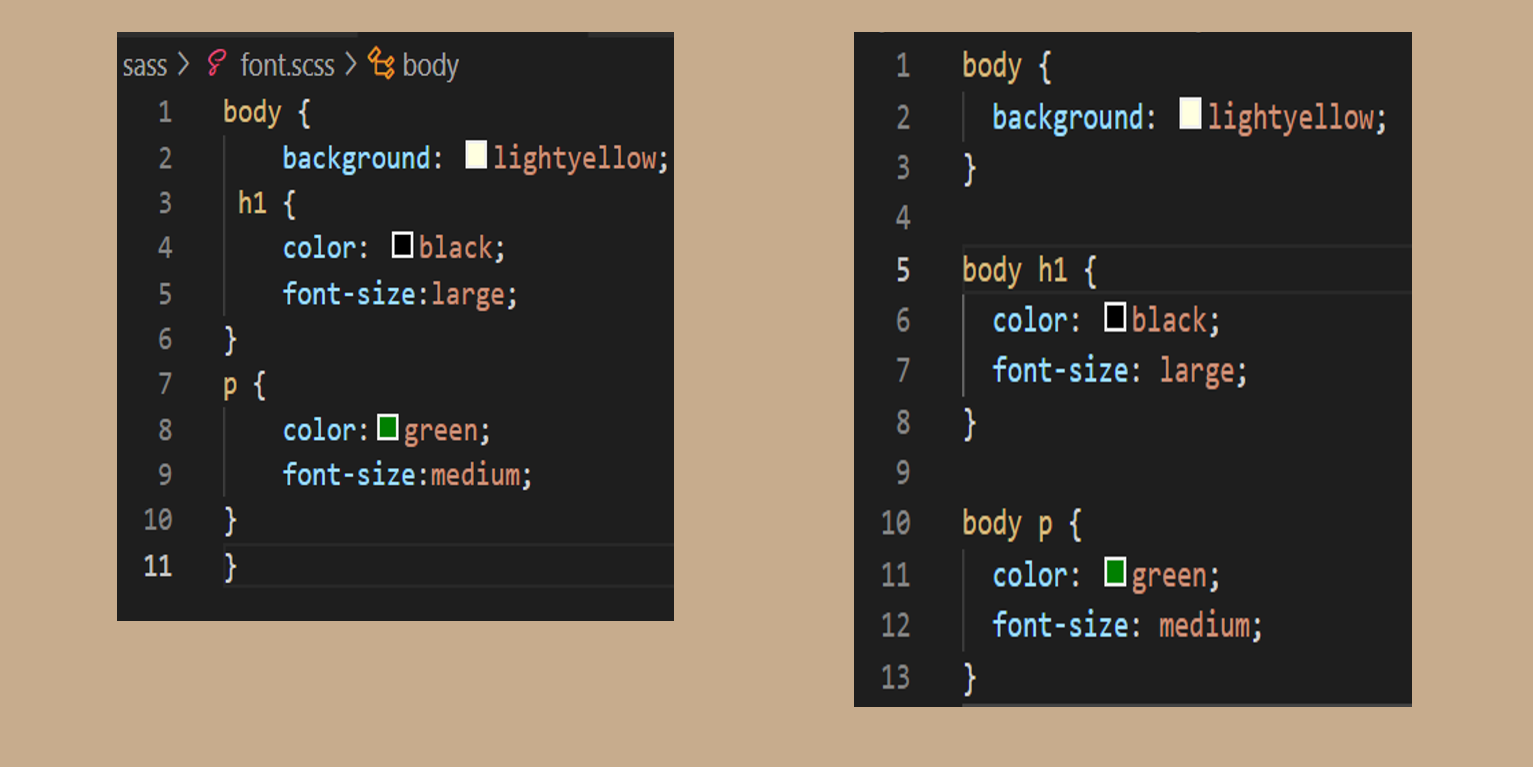 sass > font.scss > body
1 body {
2 background: lightyellow;
3 h1 {
4 color: black;
5 font-size:large;
6 }
7 p {
8 color: green;
9 font-size:medium;
10 }
11 }
1 body {
2 background: lightyellow;
3 }
4
5 body h1 {
6 color: black;
7 font-size: large;
8 }
9
10 body p {
11 color: green;
12 font-size: medium;
13 }